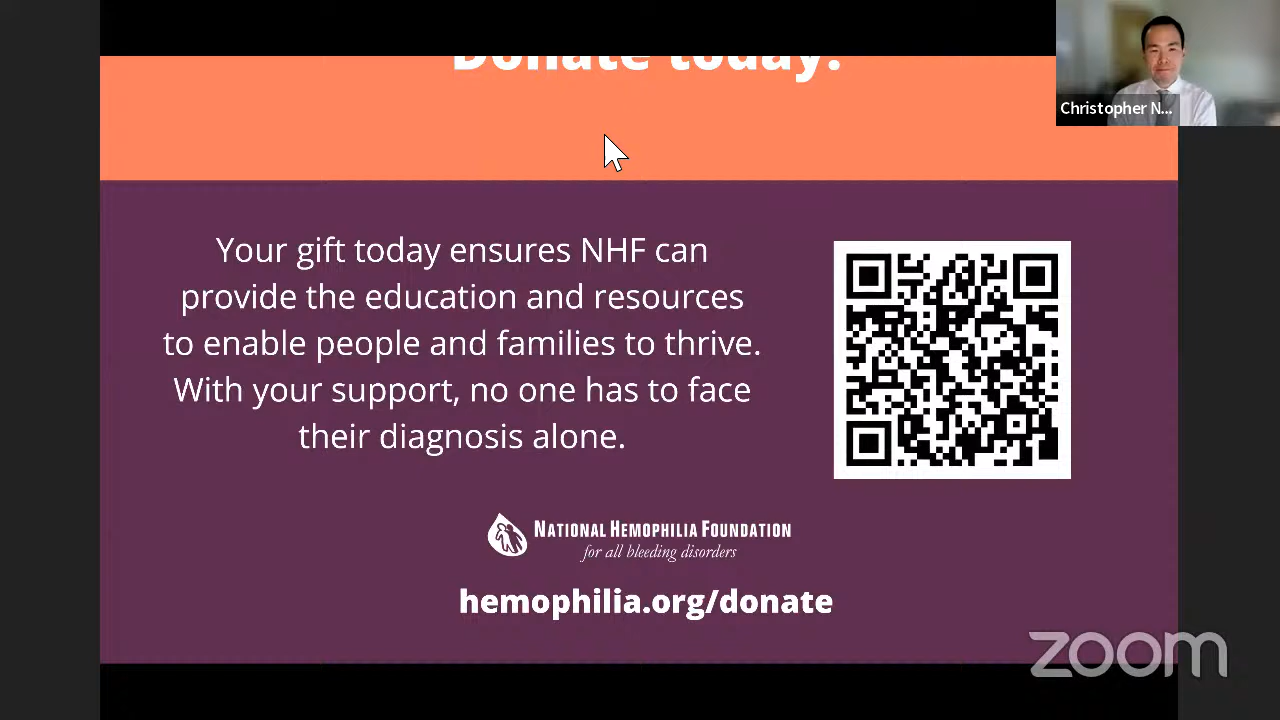 Donate today.
Christopher N...
Your gift today ensures NHF can
provide the education and resources
to enable people and families to thrive.
With your support, no one has to face
their diagnosis alone.
NATIONAL HEMOPHILIA FOUNDATION
for all bleeding disorders
hemophilia.org/donate
zoom